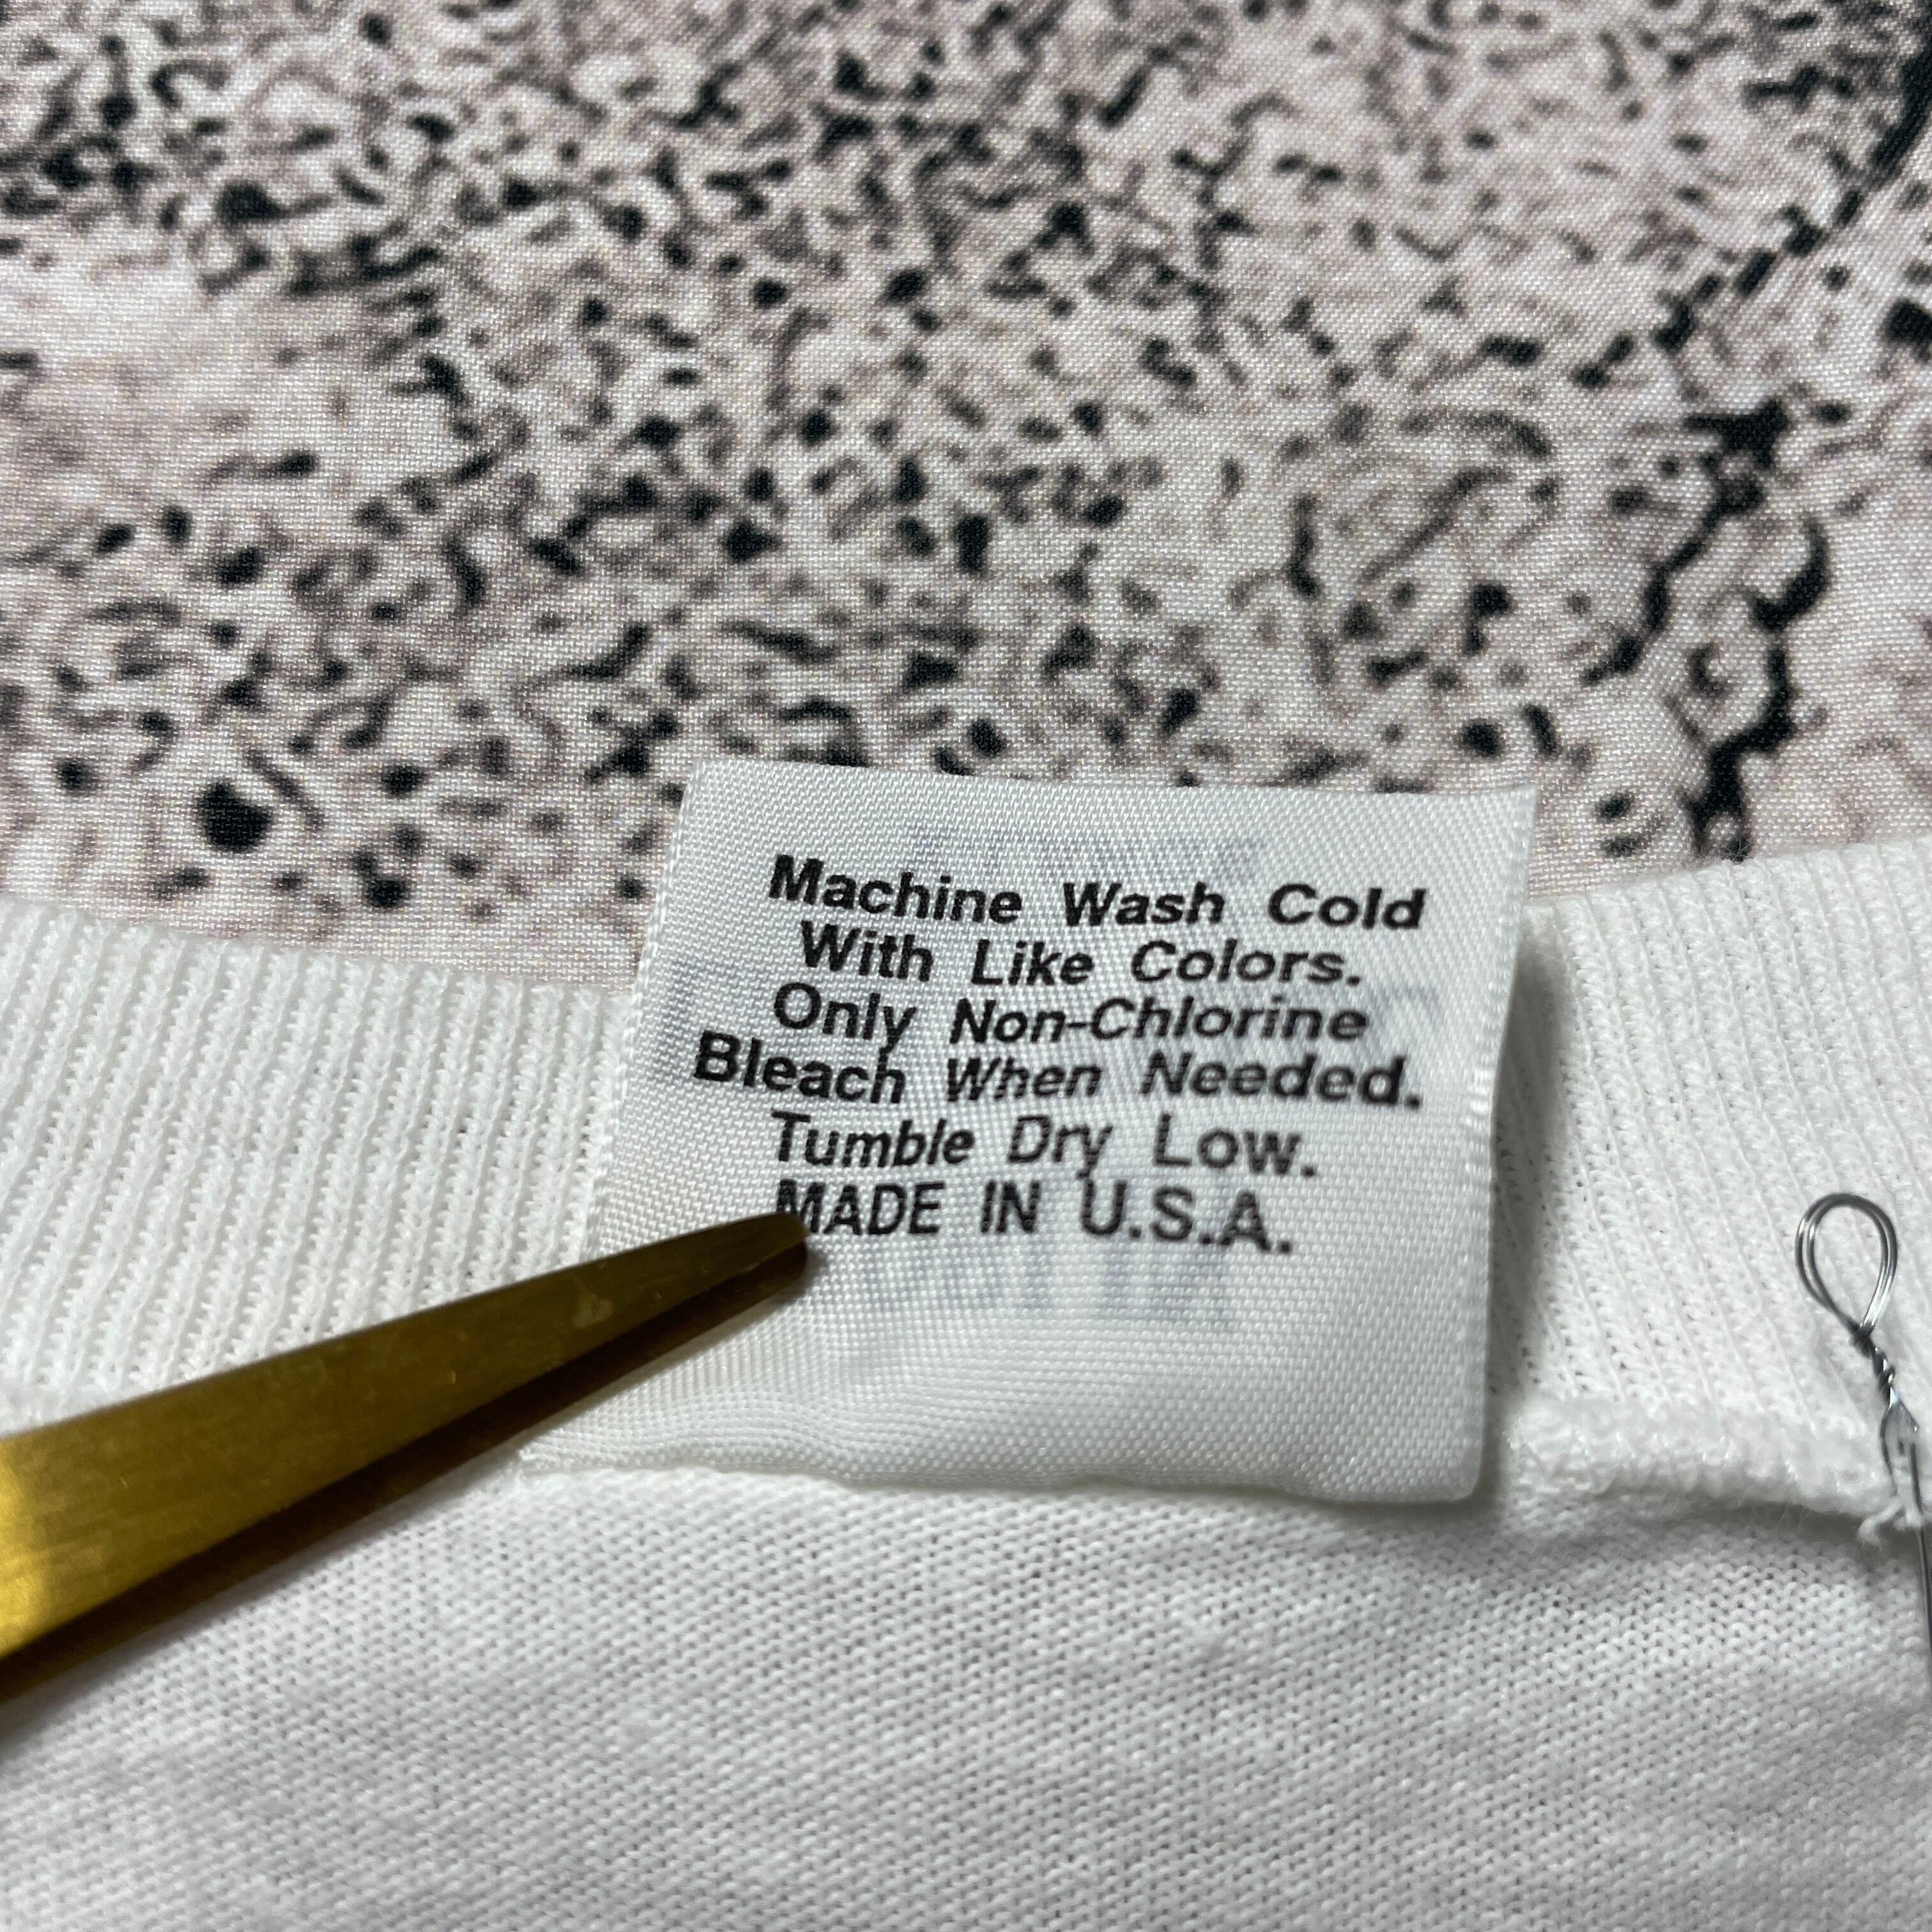 Machine Wash Cold
With Like Colors.
Only Non-Chlorine
Bleach When Needed.
Tumble Dry Low.
MADE IN U.S.A.